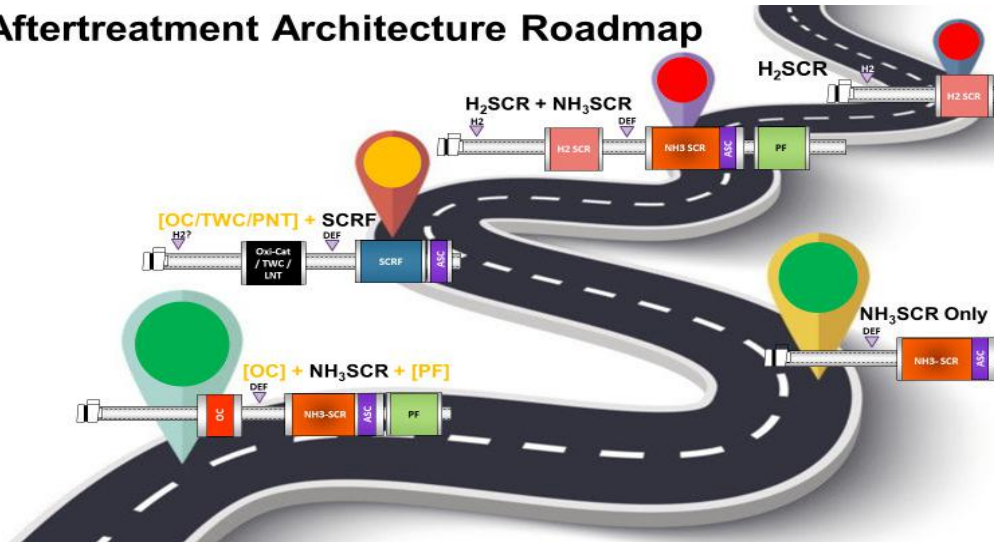 Aftertreatment Architecture Roadmap
H₂SCR
H2
H2 SCR
H₂SCR + NH₃SCR
H2
DEF
H2 SCR
NH3 SCR
ASC
PF
[OC/TWC/PNT] + SCRF
H2?
DEF
Oxi-Cat
/ TWC /
LNT
SCRF
ASC
NH₃SCR Only
DEF
NH3- SCR
ASC
[OC] + NH₃SCR + [PF]
DEF
OC
NH3-SCR
ASC
PF